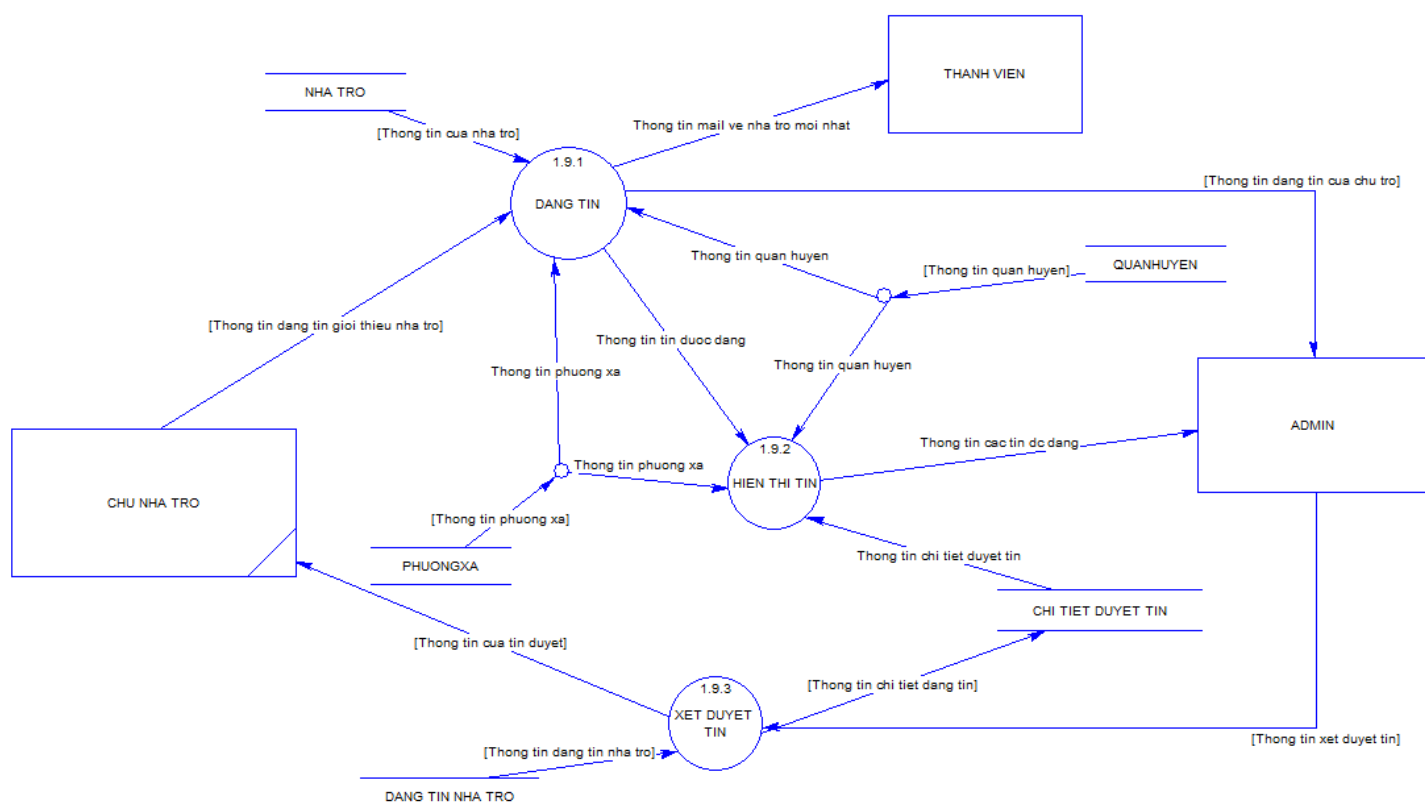 THANH VIEN
NHA TRO
[Thong tin cua nha tro]
Thong tin mail ve nha tro moi nhat
1.9.1
DANG TIN
[Thong tin dang tin cua chu tro]
Thong tin quan huyen
[Thong tin quan huyen]
QUANHUYEN
[Thong tin dang tin gioi thieu nha tro]
Thong tin tin duoc dang
Thong tin quan huyen
Thong tin phuong xa
ADMIN
Thong tin cac tin dc dang
1.9.2
HIEN THI TIN
Thong tin phuong xa
CHU NHA TRO
[Thong tin phuong xa]
PHUONGXA
Thong tin chi tiet duyet tin
CHI TIET DUYET TIN
[Thong tin cua tin duyet]
[Thong tin chi tiet dang tin]
1.9.3
XET DUYET
TIN
[Thong tin xet duyet tin]
[Thong tin dang tin nha tro]
DANG TIN NHA TRO